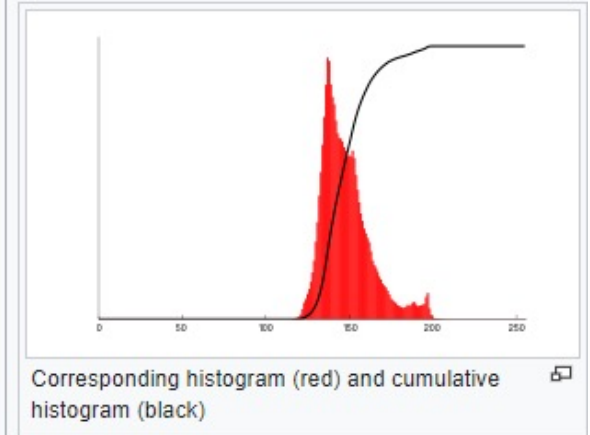 0 50 100 150 200 250
Corresponding histogram (red) and cumulative
histogram (black)